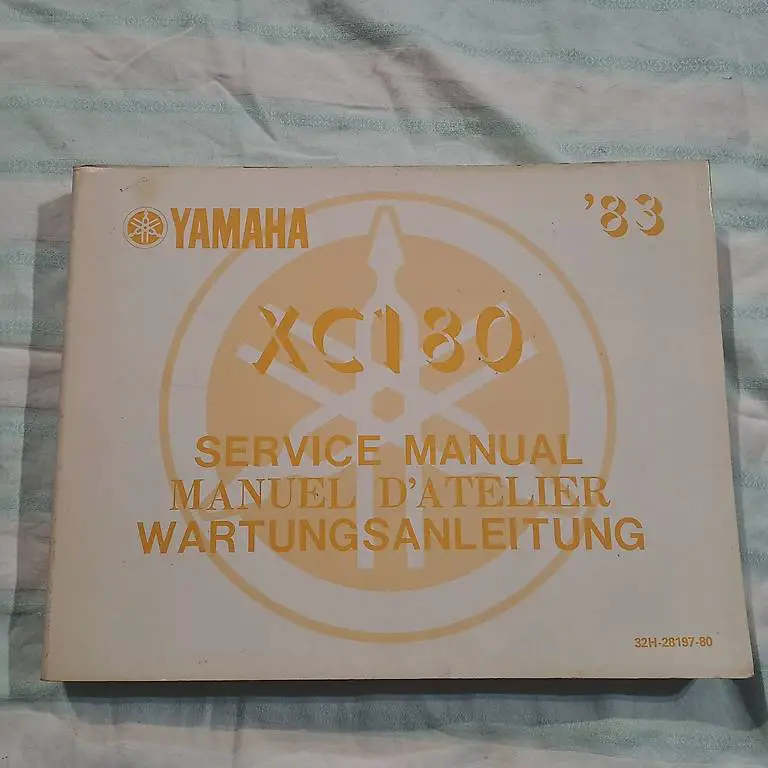 YAMAHA
'83
XC180
SERVICE MANUAL
MANUEL D'ATELIER
WARTUNGSANLEITUNG
32H-28197-80